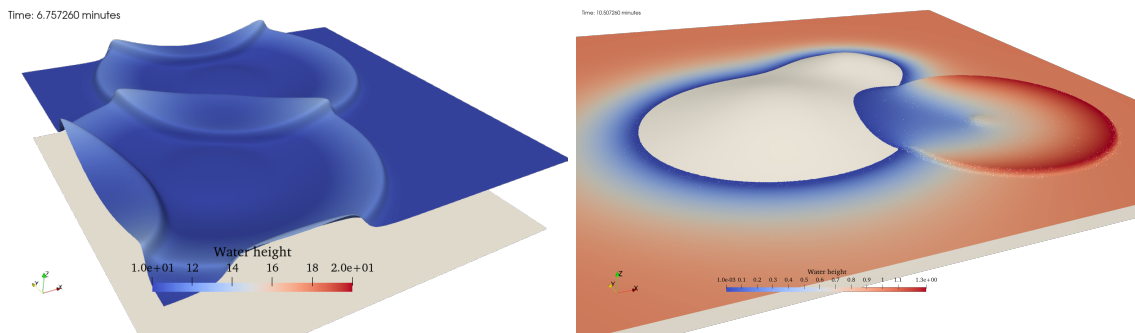 Time: 6.757260 minutes
Water height
1.0e+01 12 14 16 18 2.0e+01
Z
Y
X
Time: 10.507260 minutes
Water height
1.0e-03 0.1 0.2 0.3 0.4 0.5 0.6 0.7 0.8 0.9 1 1.1 1.3e+00
Z
Y
X